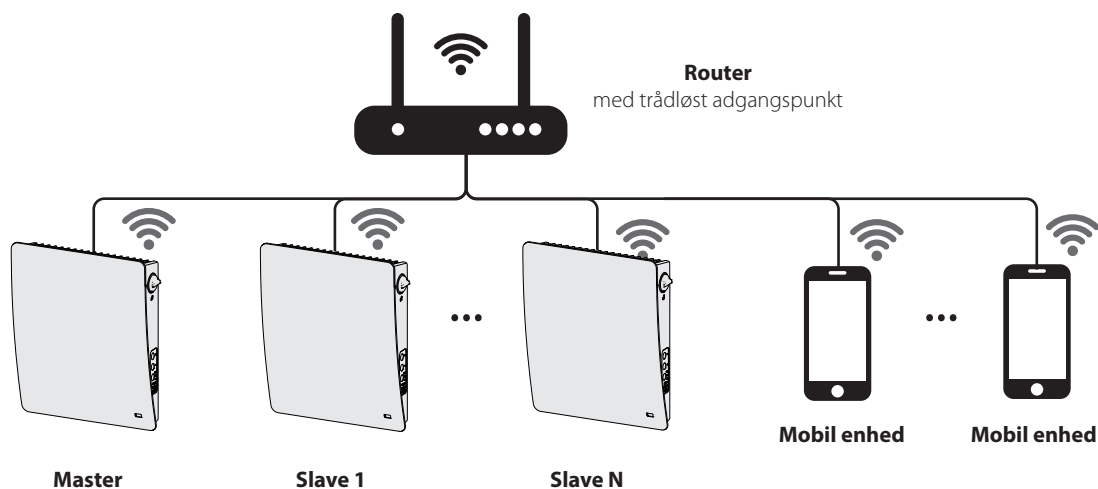 Router
med trådløst adgangspunkt
Mobil enhed
Mobil enhed
Master
Slave 1
Slave N